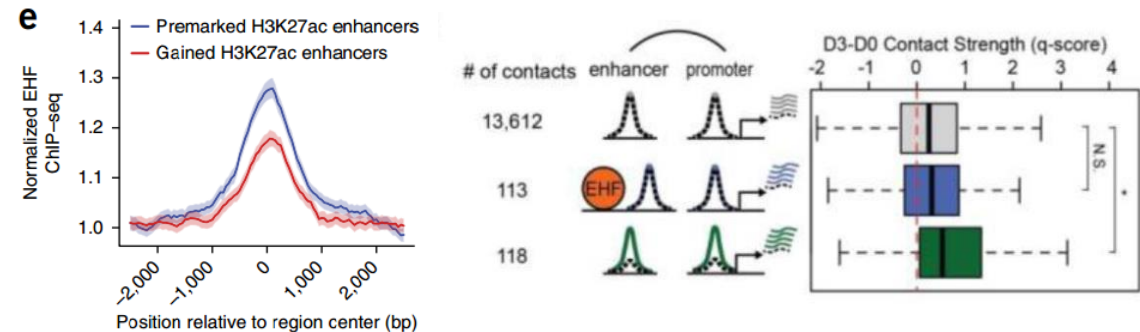 e
1.4
1.3
1.2
1.1
1.0
Normalized EHF
ChIP–seq
Premarked H3K27ac enhancers
Gained H3K27ac enhancers
–2,000
–1,000
0
1,000
2,000
Position relative to region center (bp)
# of contacts enhancer promoter
13,612
113
EHF
118
D3-D0 Contact Strength (q-score)
-2 -1 0 1 2 3 4
N.S.
*